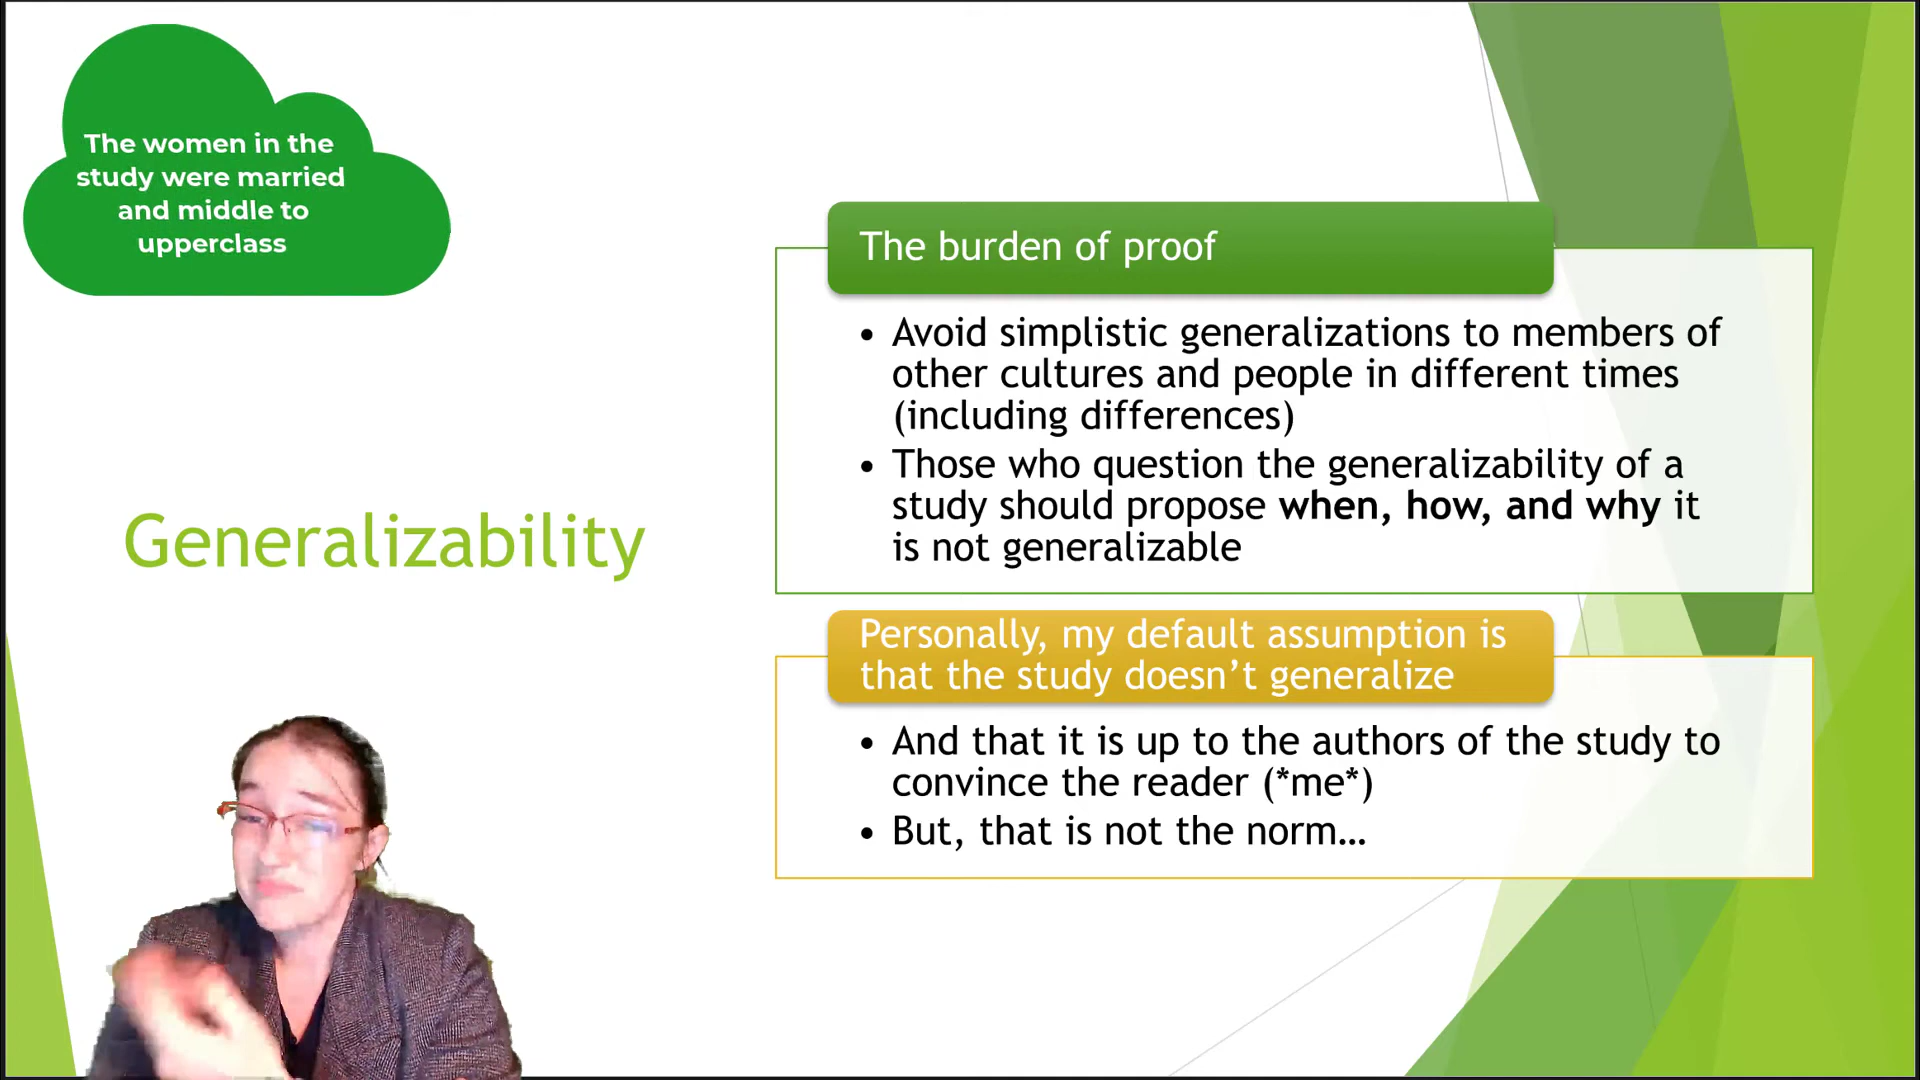 The women in the
study were married
and middle to
upperclass
Generalizability
The burden of proof
• Avoid simplistic generalizations to members of
other cultures and people in different times
(including differences)
• Those who question the generalizability of a
study should propose when, how, and why it
is not generalizable
Personally, my default assumption is
that the study doesn’t generalize
• And that it is up to the authors of the study to
convince the reader (*me*)
• But, that is not the norm…